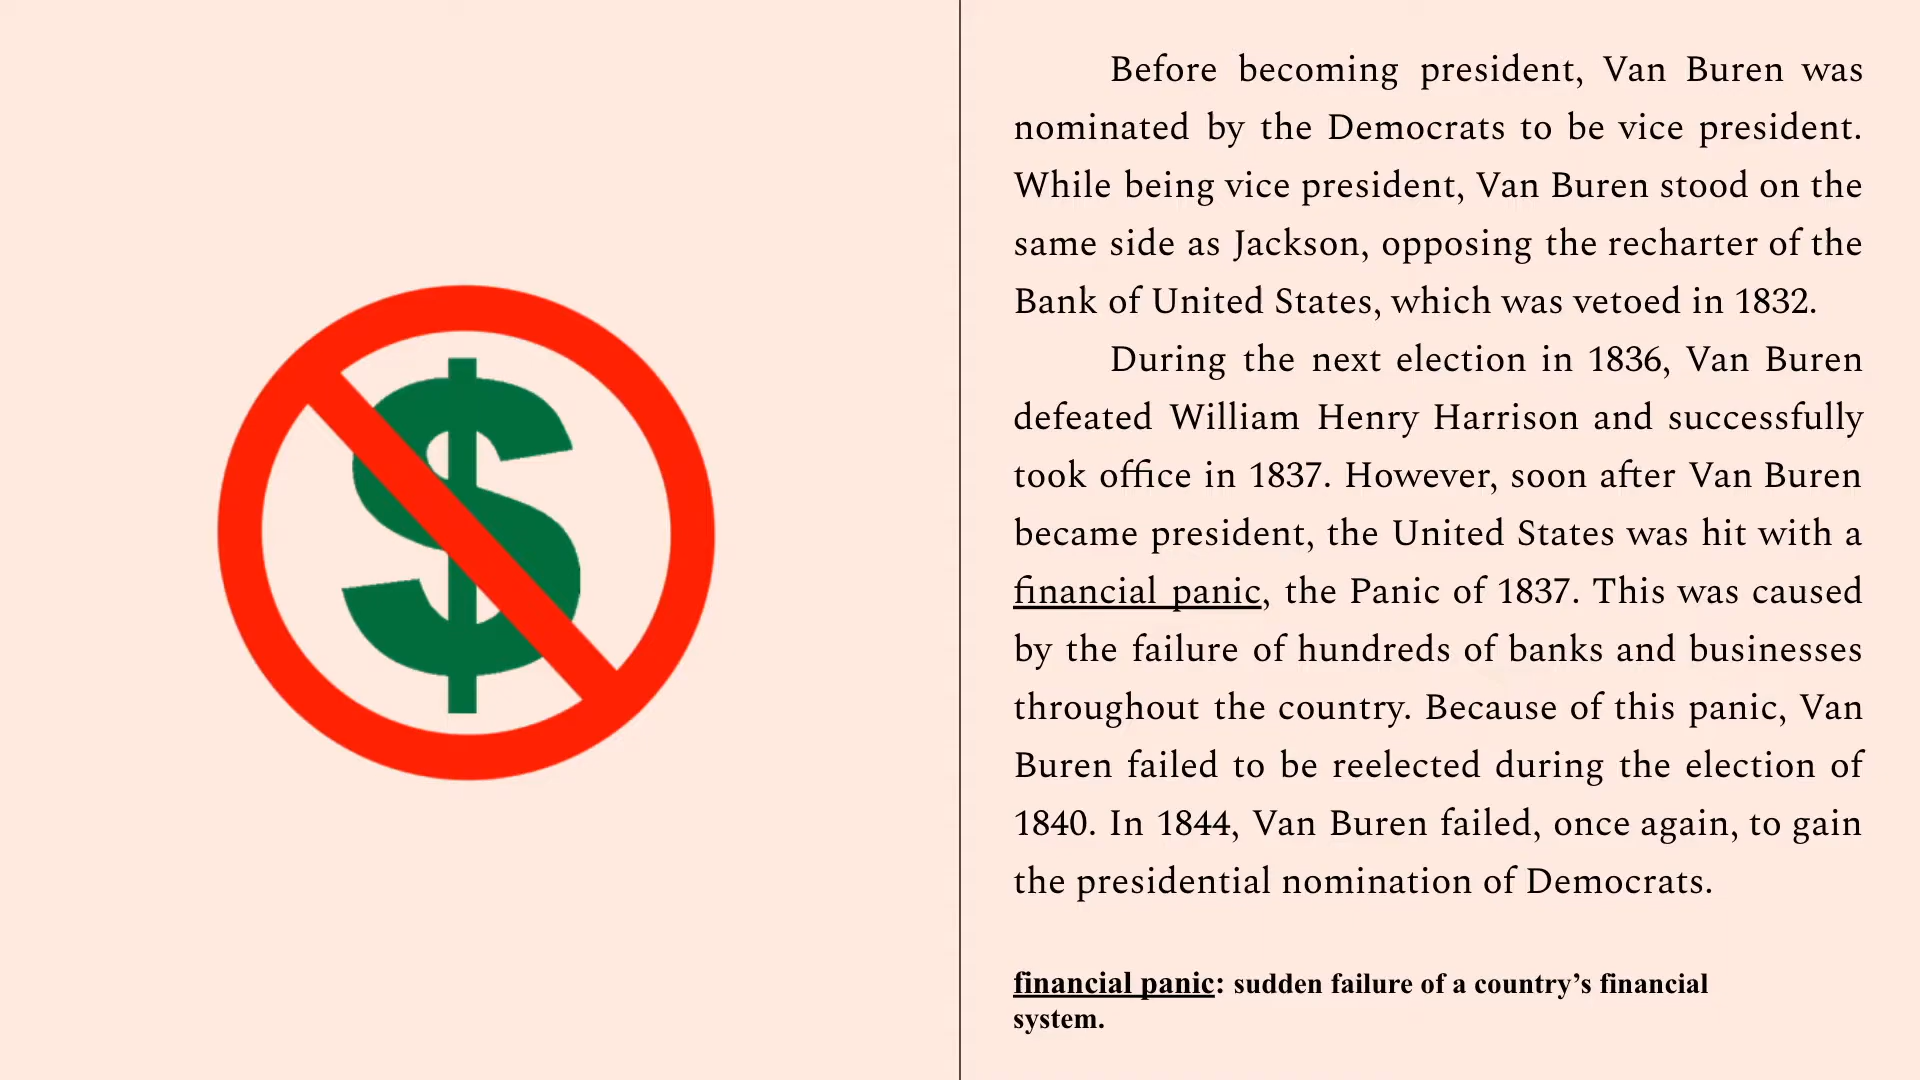 Before becoming president, Van Buren was
nominated by the Democrats to be vice president.
While being vice president, Van Buren stood on the
same side as Jackson, opposing the recharter of the
Bank of United States, which was vetoed in 1832.
During the next election in 1836, Van Buren
defeated William Henry Harrison and successfully
took office in 1837. However, soon after Van Buren
became president, the United States was hit with a
financial panic, the Panic of 1837. This was caused
by the failure of hundreds of banks and businesses
throughout the country. Because of this panic, Van
Buren failed to be reelected during the election of
1840. In 1844, Van Buren failed, once again, to gain
the presidential nomination of Democrats.
financial panic: sudden failure of a country’s financial
system.